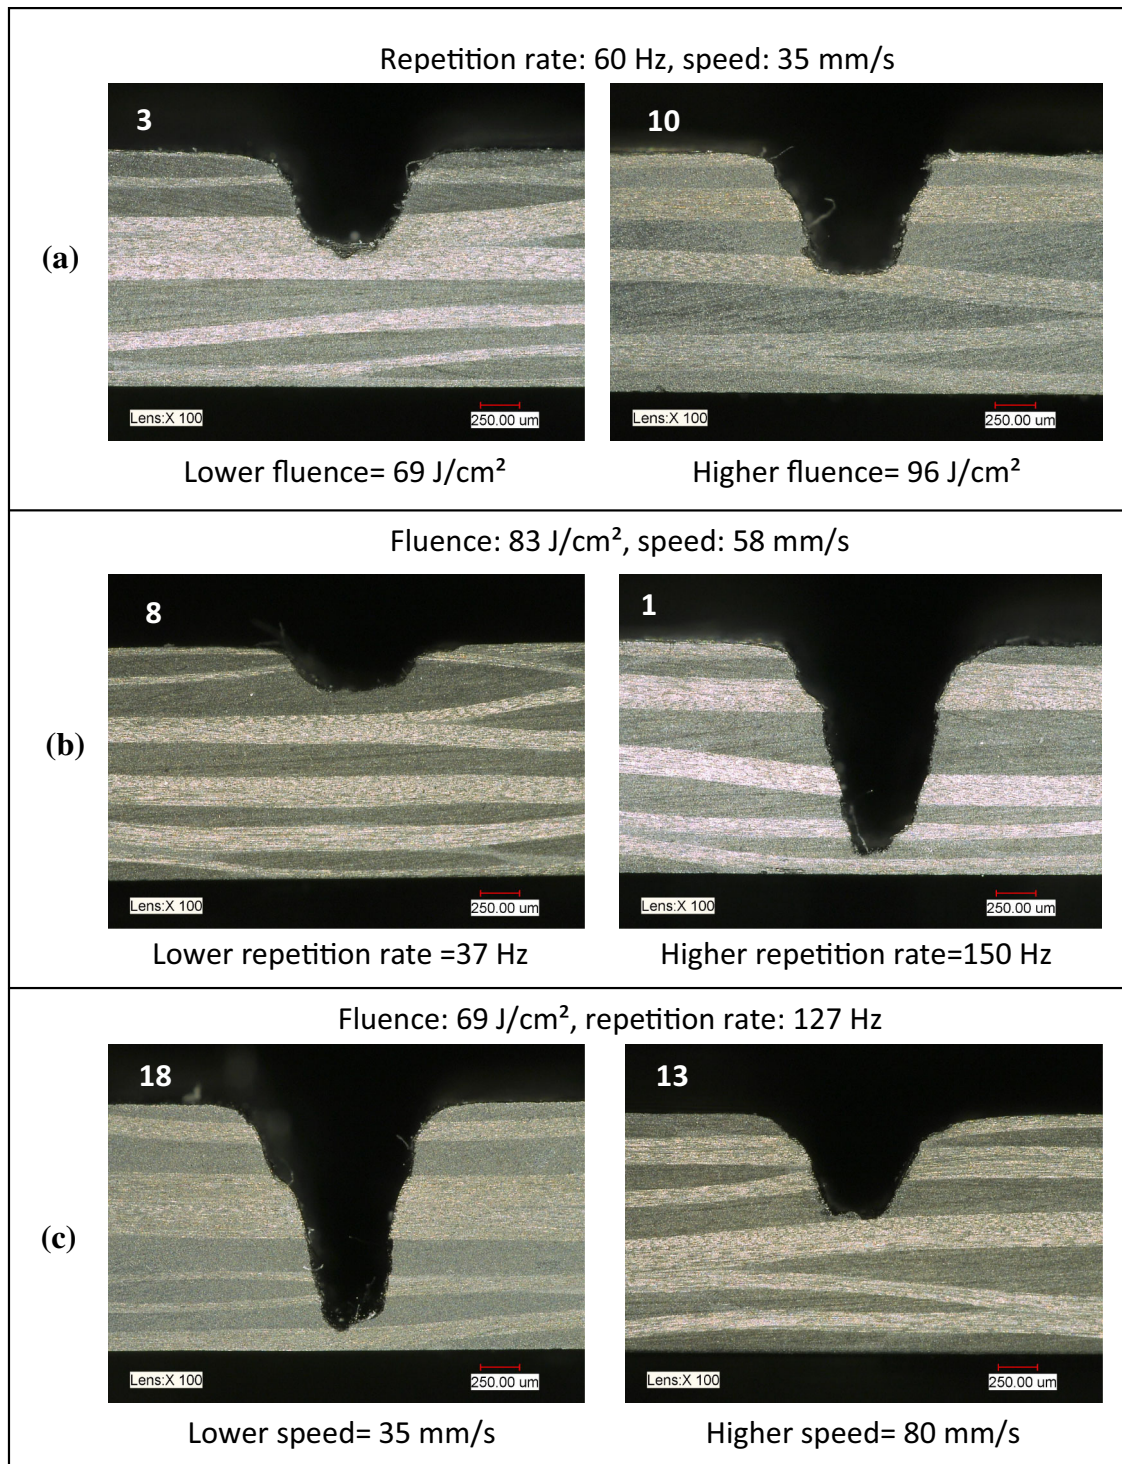 Repetition rate: 60 Hz, speed: 35 mm/s
(a)
3
10
Lens:X 100
250.00 um
Lens:X 100
250.00 um
Lower fluence= 69 J/cm²
Higher fluence= 96 J/cm²
Fluence: 83 J/cm², speed: 58 mm/s
(b)
8
1
Lens:X 100
250.00 um
Lens:X 100
250.00 um
Lower repetition rate =37 Hz
Higher repetition rate=150 Hz
Fluence: 69 J/cm², repetition rate: 127 Hz
(c)
18
13
Lens:X 100
250.00 um
Lens:X 100
250.00 um
Lower speed= 35 mm/s
Higher speed= 80 mm/s